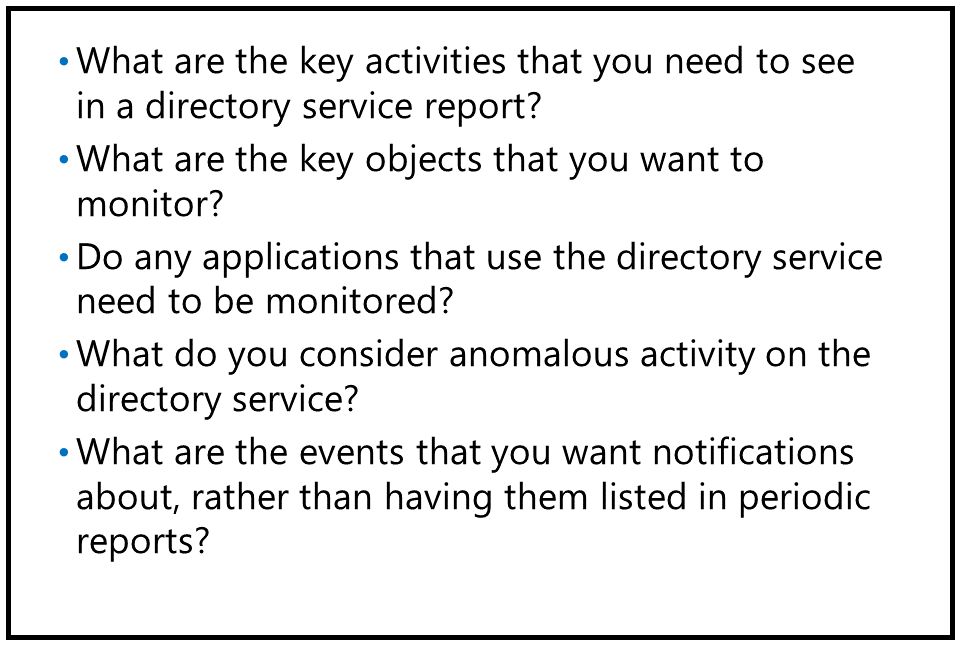 • What are the key activities that you need to see
in a directory service report?
• What are the key objects that you want to
monitor?
• Do any applications that use the directory service
need to be monitored?
• What do you consider anomalous activity on the
directory service?
• What are the events that you want notifications
about, rather than having them listed in periodic
reports?